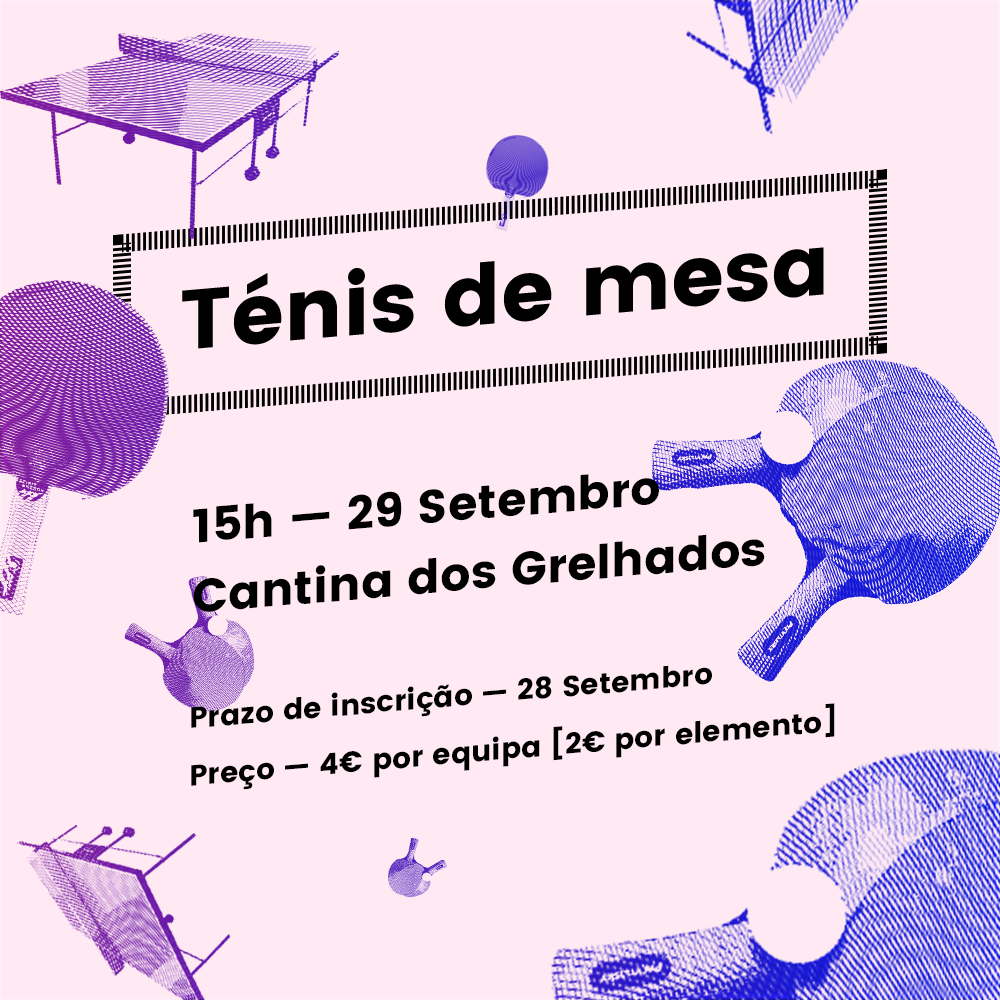 Ténis de mesa
15h — 29 Setembro
Cantina dos Grelhados
Prazo de inscrição — 28 Setembro
Preço — 4€ por equipa [2€ por elemento]